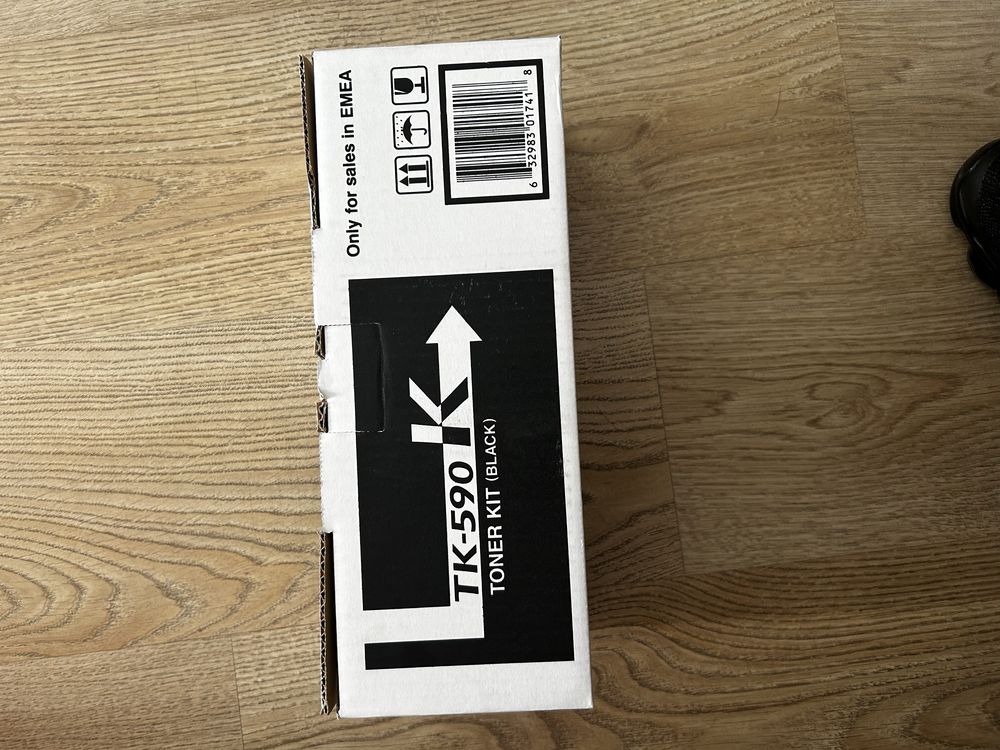 Only for sales in EMEA
6 32983 01741 8
TK-590 K
TONER KIT (BLACK)